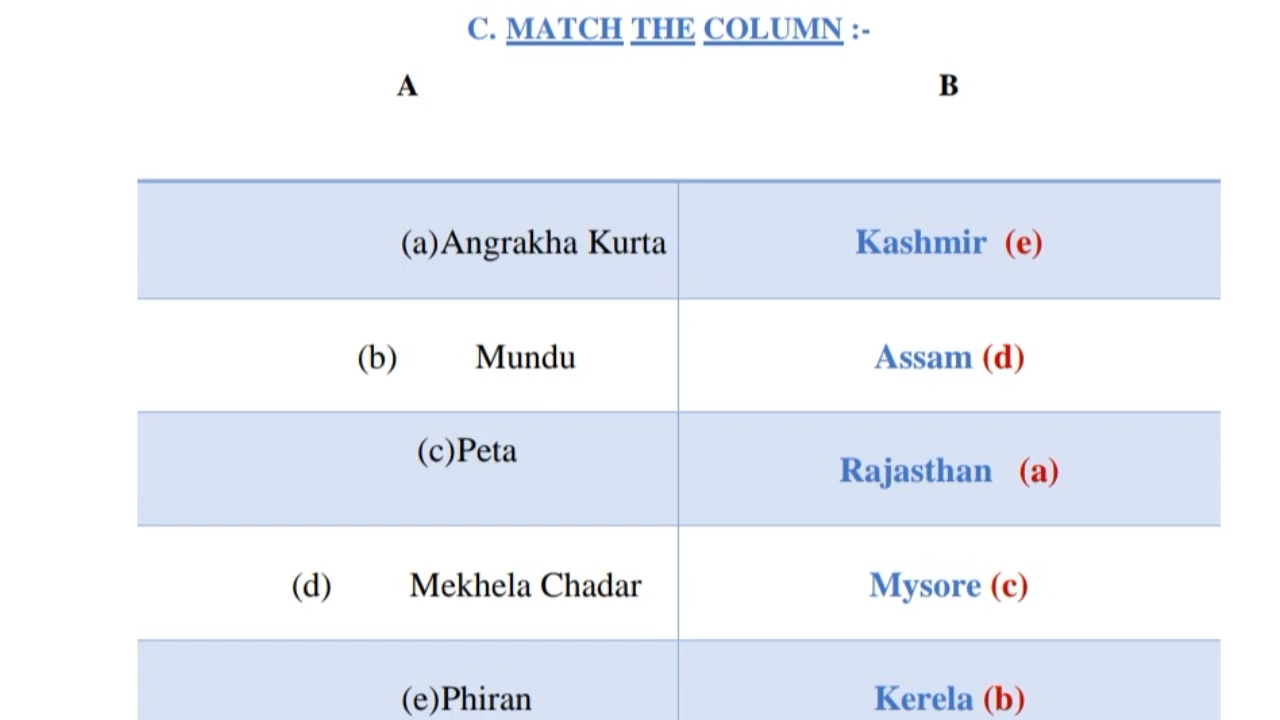 C. MATCH THE COLUMN :-
A B
(a)Angrakha Kurta Kashmir (e)
(b) Mundu Assam (d)
(c)Peta Rajasthan (a)
(d) Mekhela Chadar Mysore (c)
(e)Phiran Kerela (b)